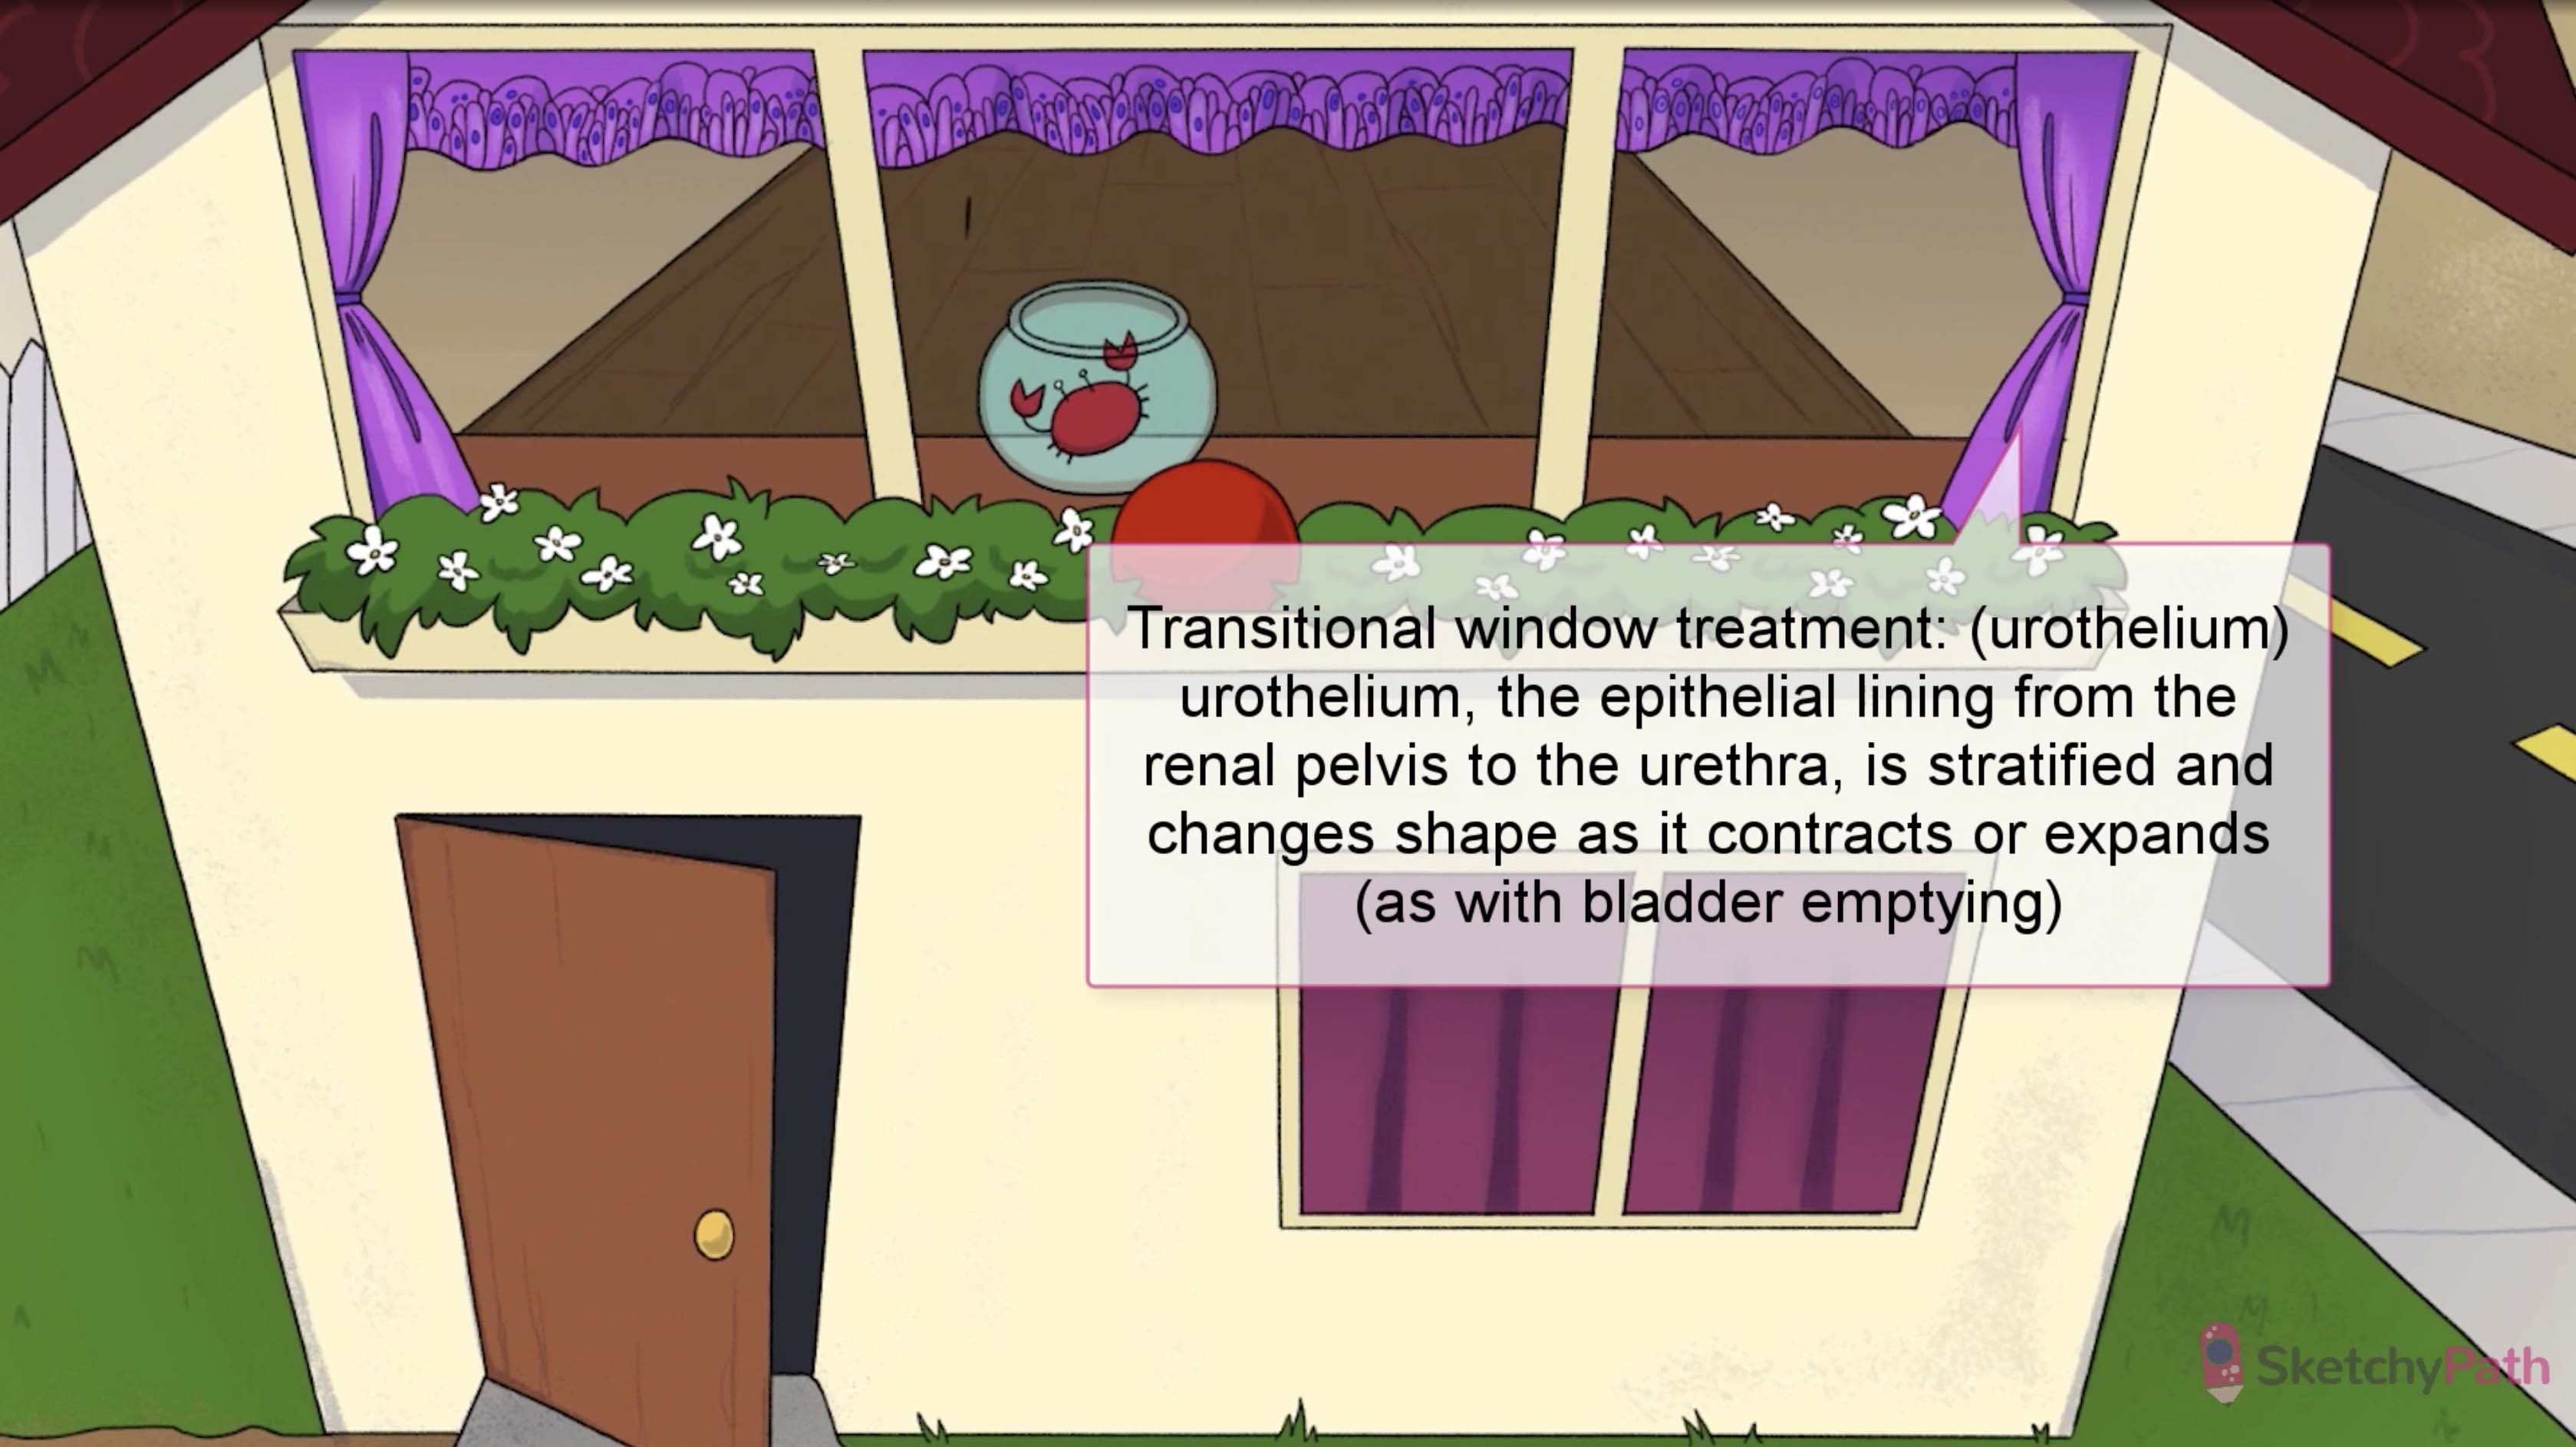 Transitional window treatment: (urothelium)
urothelium, the epithelial lining from the
renal pelvis to the urethra, is stratified and
changes shape as it contracts or expands
(as with bladder emptying)
SketchyPath